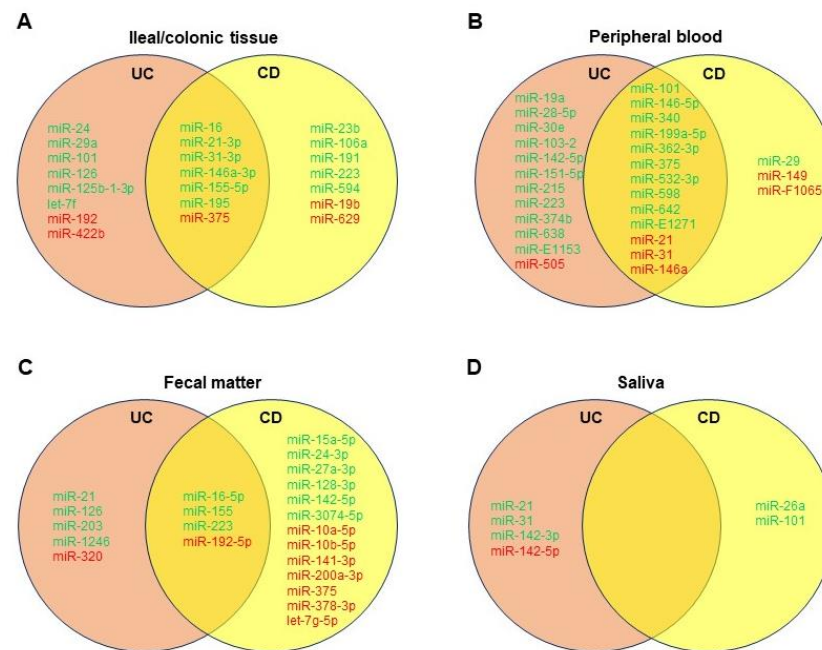 A
Ileal/colonic tissue
UC
CD
miR-24
miR-29a
miR-101
miR-126
miR-125b-1-3p
let-7f
miR-192
miR-422b
miR-16
miR-21-3p
miR-31-3p
miR-146a-3p
miR-155-5p
miR-195
miR-375
miR-23b
miR-106a
miR-191
miR-223
miR-594
miR-19b
miR-629
B
Peripheral blood
UC
CD
miR-19a
miR-28-5p
miR-30e
miR-103-2
miR-142-5p
miR-151-5p
miR-215
miR-223
miR-374b
miR-638
miR-E1153
miR-505
miR-101
miR-146-5p
miR-340
miR-199a-5p
miR-362-3p
miR-375
miR-532-3p
miR-598
miR-642
miR-E1271
miR-21
miR-31
miR-146a
miR-29
miR-149
miR-F1065
C
Fecal matter
UC
CD
miR-21
miR-126
miR-203
miR-1246
miR-320
miR-16-5p
miR-155
miR-223
miR-192-5p
miR-15a-5p
miR-24-3p
miR-27a-3p
miR-128-3p
miR-142-5p
miR-3074-5p
miR-10a-5p
miR-10b-5p
miR-141-3p
miR-200a-3p
miR-375
miR-378-3p
let-7g-5p
D
Saliva
UC
CD
miR-21
miR-31
miR-142-3p
miR-142-5p
miR-26a
miR-101